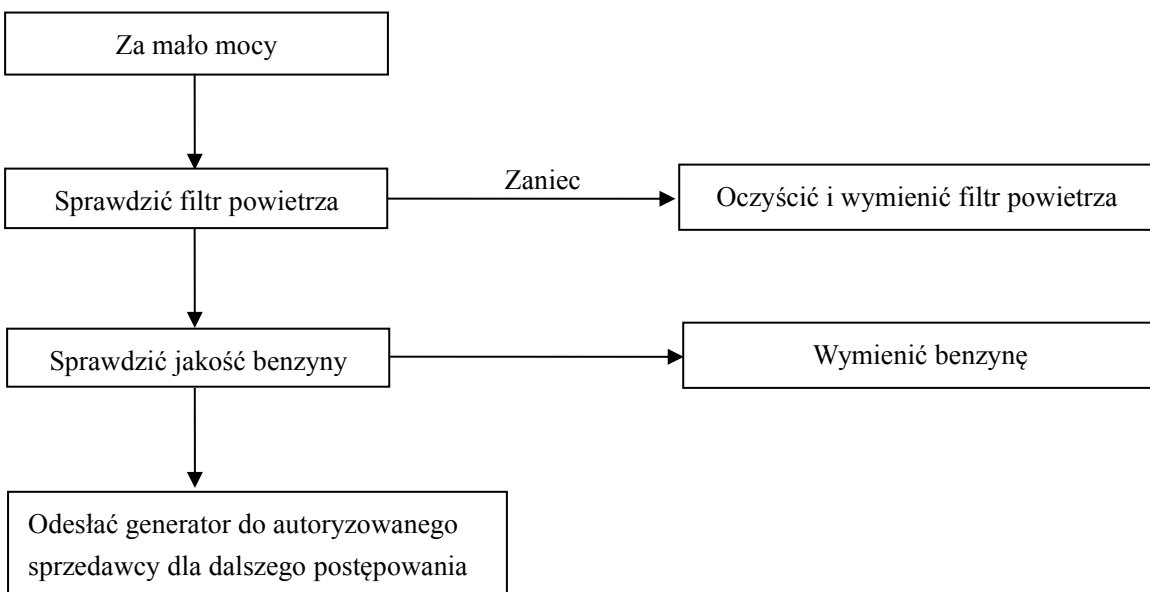 Za mało mocy
Sprawdzić filtr powietrza
Zaniec
Oczyścić i wymienić filtr powietrza
Sprawdzić jakość benzyny
Wymienić benzynę
Odesłać generator do autoryzowanego
sprzedawcy dla dalszego postępowania